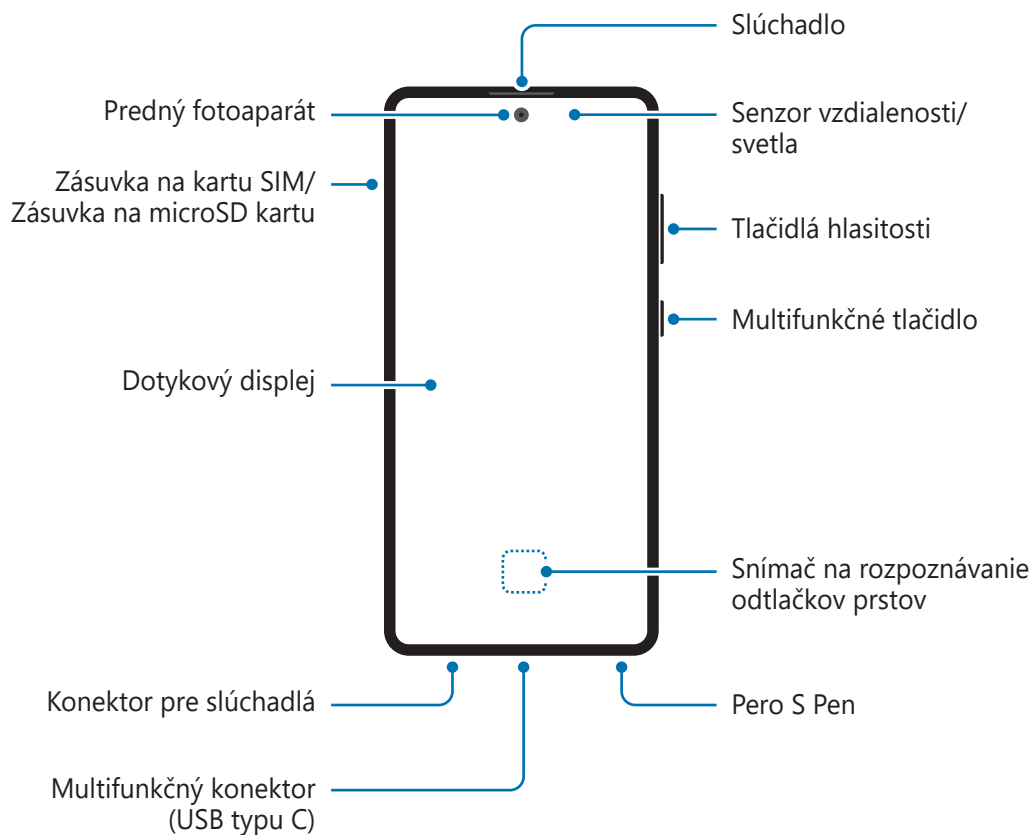 Slúchadlo
Predný fotoaparát
Senzor vzdialenosti/
svetla
Zásuvka na kartu SIM/
Zásuvka na microSD kartu
Tlačidlá hlasitosti
Multifunkčné tlačidlo
Dotykový displej
Snímač na rozpoznávanie
odtlačkov prstov
Konektor pre slúchadlá
Pero S Pen
Multifunkčný konektor
(USB typu C)